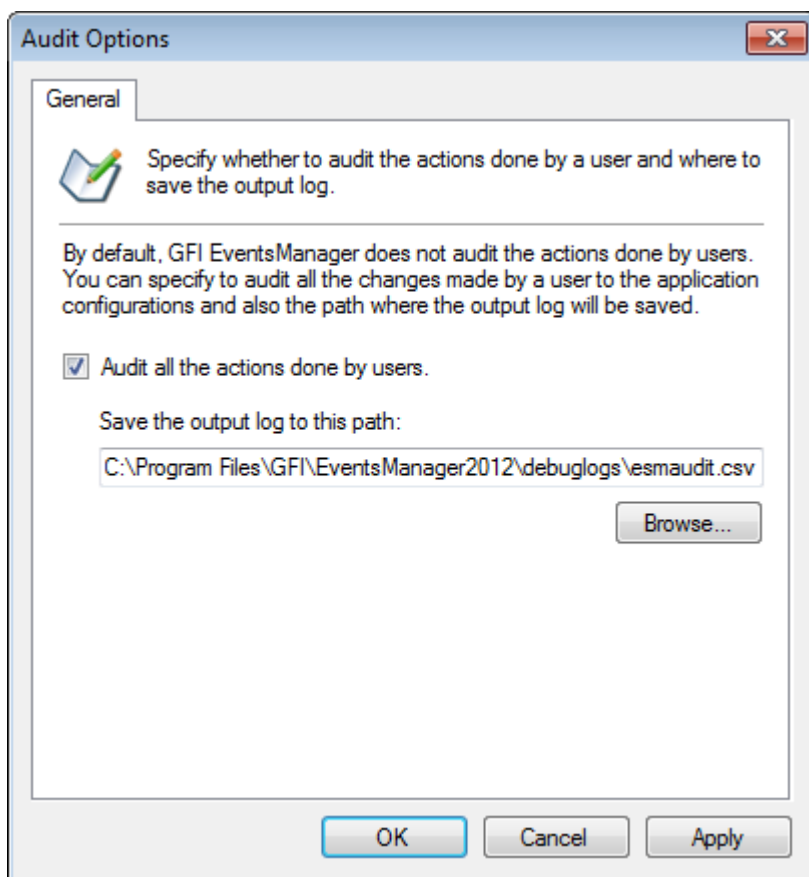 Audit Options
General
Specify whether to audit the actions done by a user and where to
save the output log.
By default, GFI EventsManager does not audit the actions done by users.
You can specify to audit all the changes made by a user to the application
configurations and also the path where the output log will be saved.
Audit all the actions done by users.
Save the output log to this path:
C:\Program Files\GFI\EventsManager2012\debuglogs\esmaudit.csv
Browse...
OK Cancel Apply